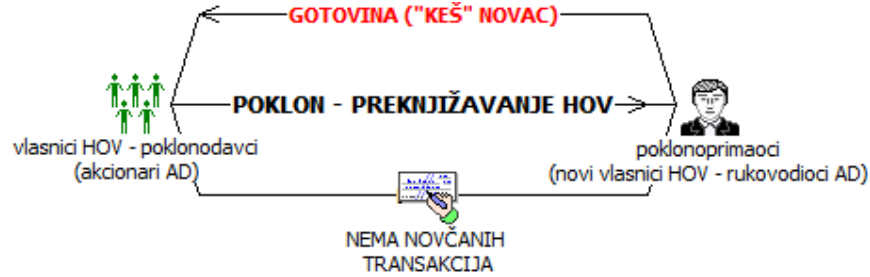 GOTOVINA ("KEŠ" NOVAC)
POKLON - PREKNJIŽAVANJE HOV
vlasnici HOV - poklonodavci
(akcionari AD)
poklonoprimaoci
(novi vlasnici HOV - rukovodioci AD)
NEMA NOVČANIH
TRANSAKCIJA